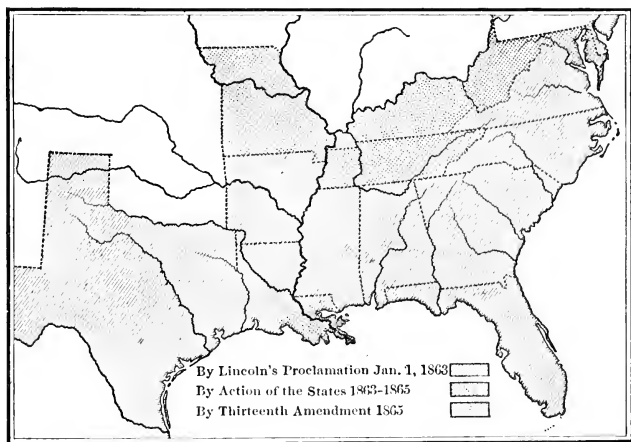 By Lincoln's Proclamation Jan. 1, 1863
By Action of the States 1863-1865
By Thirteenth Amendment 1865